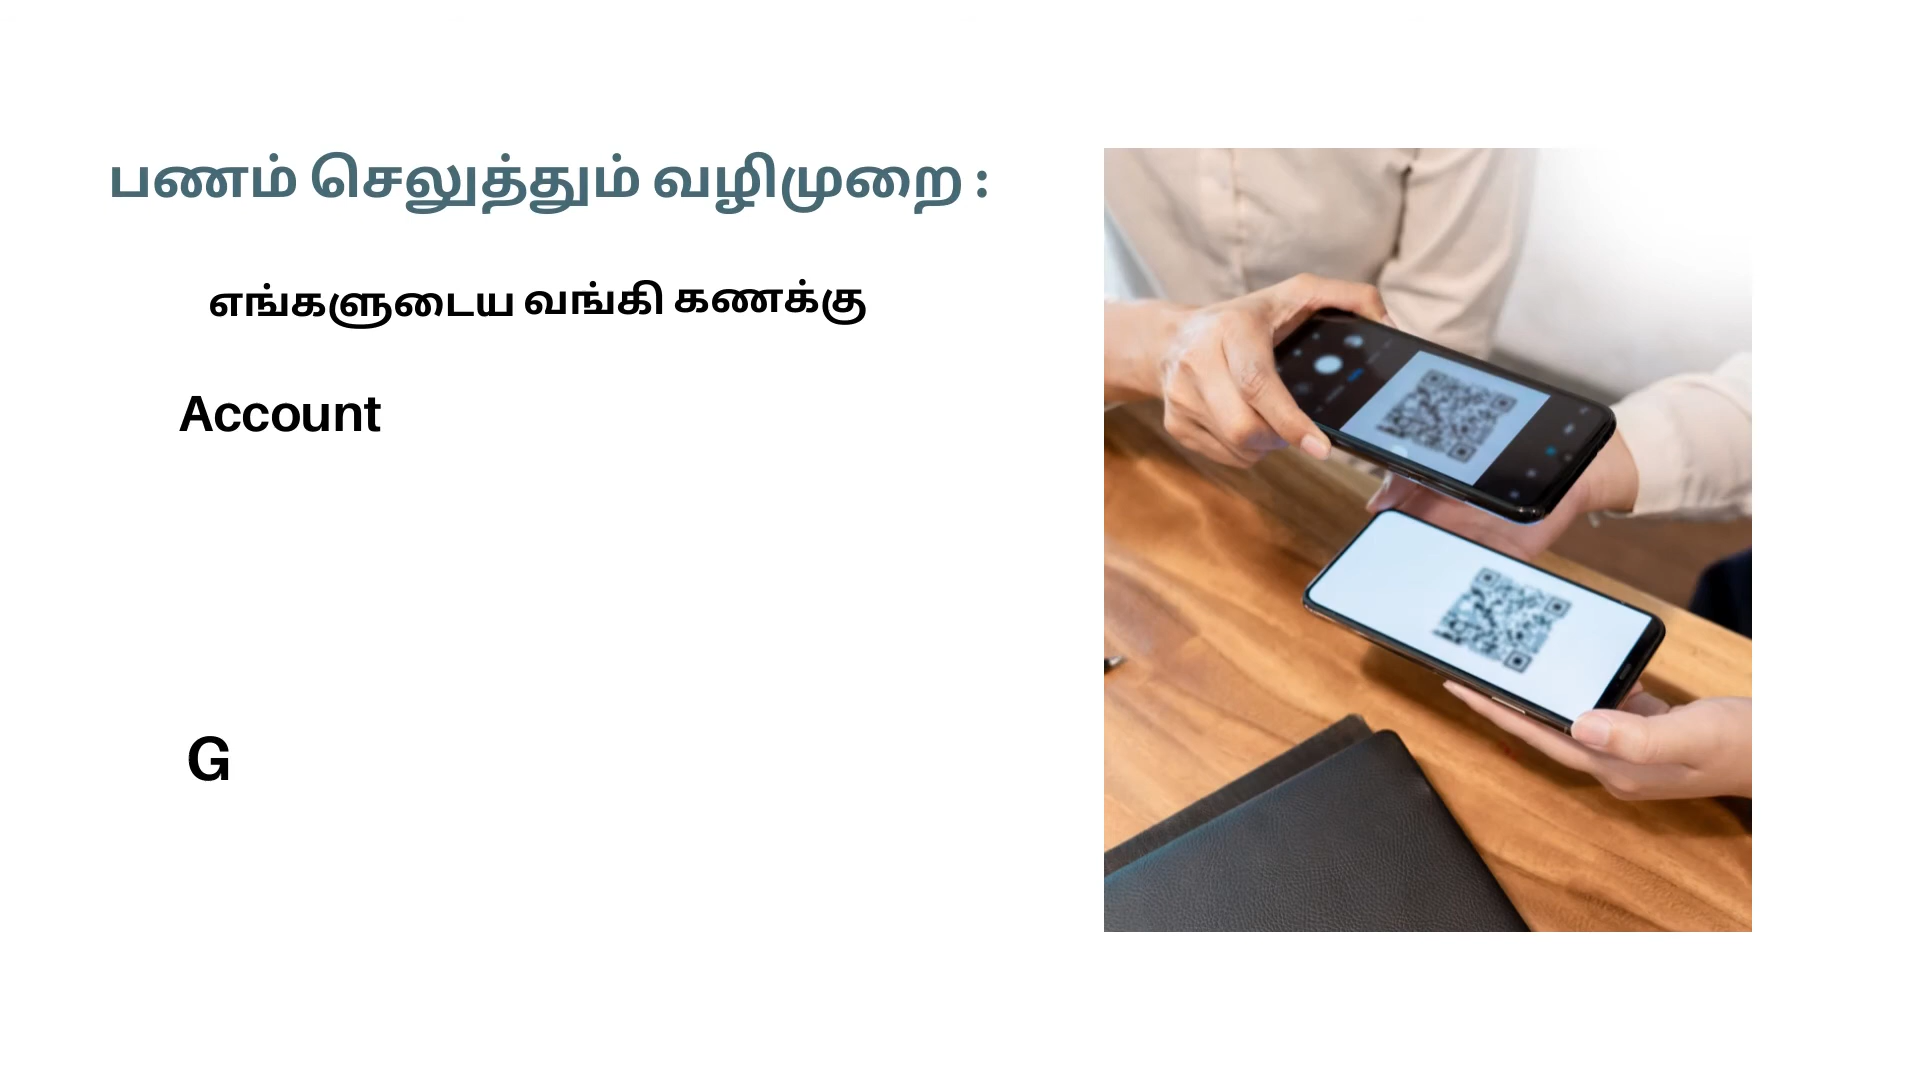 பணம் செலுத்தும் வழிமுறை :
எங்களுடைய வங்கி கணக்கு
Account
G